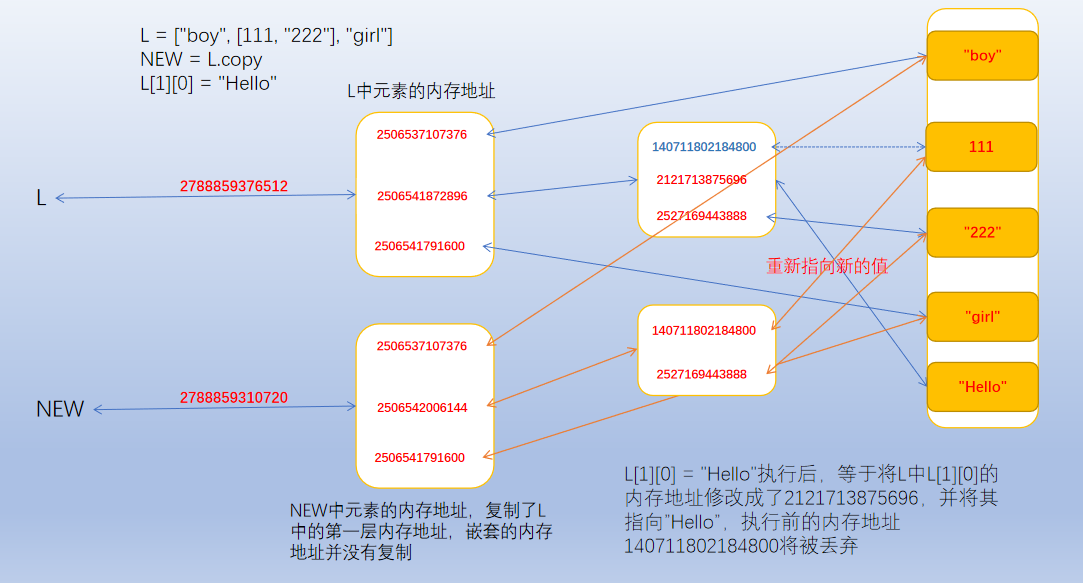 L = ["boy", [111, "222"], "girl"]
NEW = L.copy
L[1][0] = "Hello"
L中元素的内存地址
"boy"
2506537107376
140711802184800
111
2788859376512
2121713875696
L
2506541872896
2527169443888
"222"
2506541791600
重新指向新的值
"girl"
140711802184800
2506537107376
2527169443888
"Hello"
2788859310720
NEW
2506542006144
2506541791600
L[1][0] = "Hello"执行后，等于将L中L[1][0]的
内存地址修改成了2121713875696，并将其
指向"Hello"，执行前的内存地址
140711802184800将被丢弃
NEW中元素的内存地址，复制了L
中的第一层内存地址，嵌套的内存
地址并没有复制